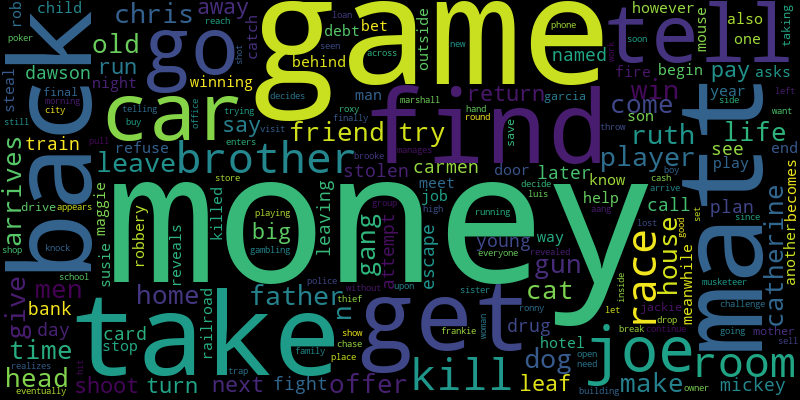 rob
child
chris
away
reach
loan
phone
seen
across
new
however
mouse
also
one
taking
poker
old
go
catch
debt
bet
outside
behind
named
tell
soon
shot
steal
dawson
run
night
winning
man
game
fire
begin
pay
asks
year
side
left
final
morning
city
car
office
trying
decides
marshall
return
garcia
win
work
still
telling
buy
roxy
finally
hand
round
come
son
drive
throw
want
train
say
visit
friend
try
find
save
ruth
life
refuse
enters
brother
manages
player
see
play
end
back
pull
leave
stolen
brooke
carmen
door
later
know
boy
matt
arrives
susie
maggie
store
meet
job
decide
help
cash
call
plan
another
becomes
arrive
luis
drive
appears
robbery
reveals
killed
playing
big
leaving
gang
group
high
running
young
way
aang
gun
race
house
meanwhile
lost
good
set
since
catherine
shop
knock
gambling
attempt
escape
everyone
revealed
jackie
musketeer
school
money
police
without
upon
sister
cat
inside
drop
challenge
give
men
home
father
n
thief
ronny
drug
let
break
continue
going
mother
bank
take
railroad
show
frankie
woman
get
hotel
joe
sell
time
day
card
stop
chase
place
family
dog
open
need
room
realizes
hit
trap
head
shoot
turn
next
fight
offer
kill
leaf
make
owner
mickey
eventually
building